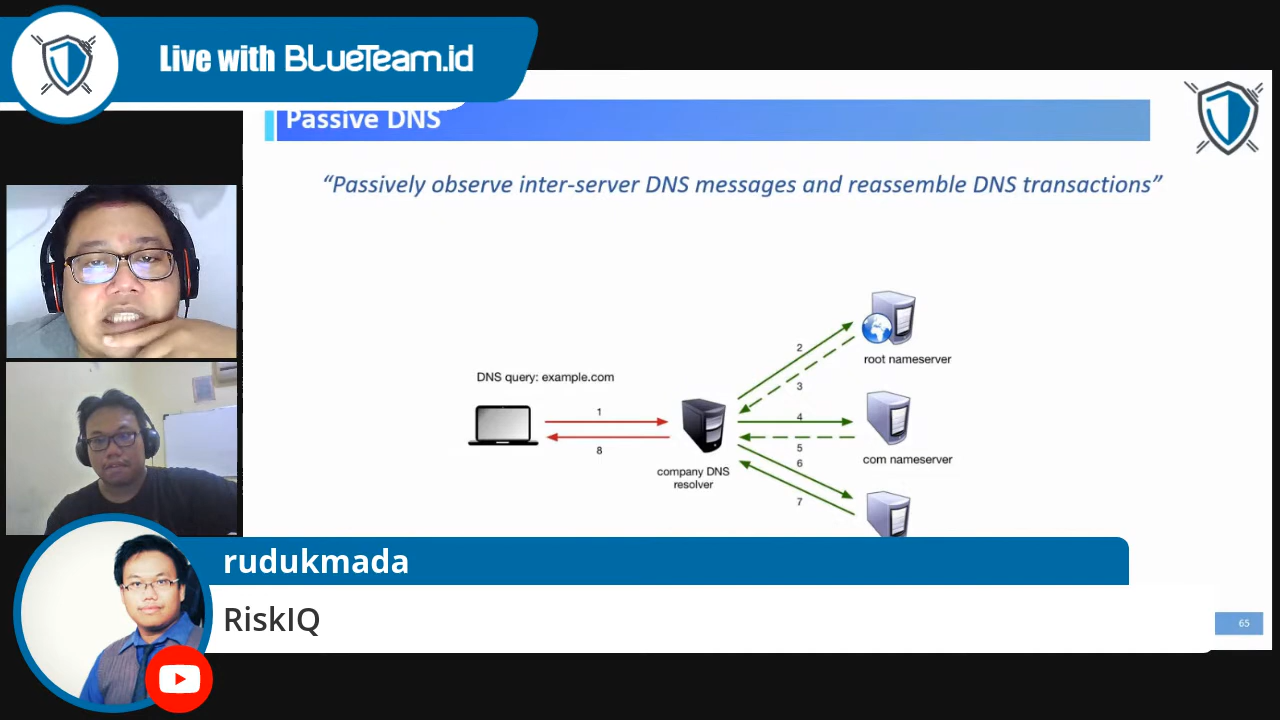 Live with BLueTeam.id
Passive DNS
“Passively observe inter-server DNS messages and reassemble DNS transactions”
DNS query: example.com
1
8
company DNS
resolver
2
3
root nameserver
4
5
com nameserver
6
7
rudukmada
RiskIQ
65